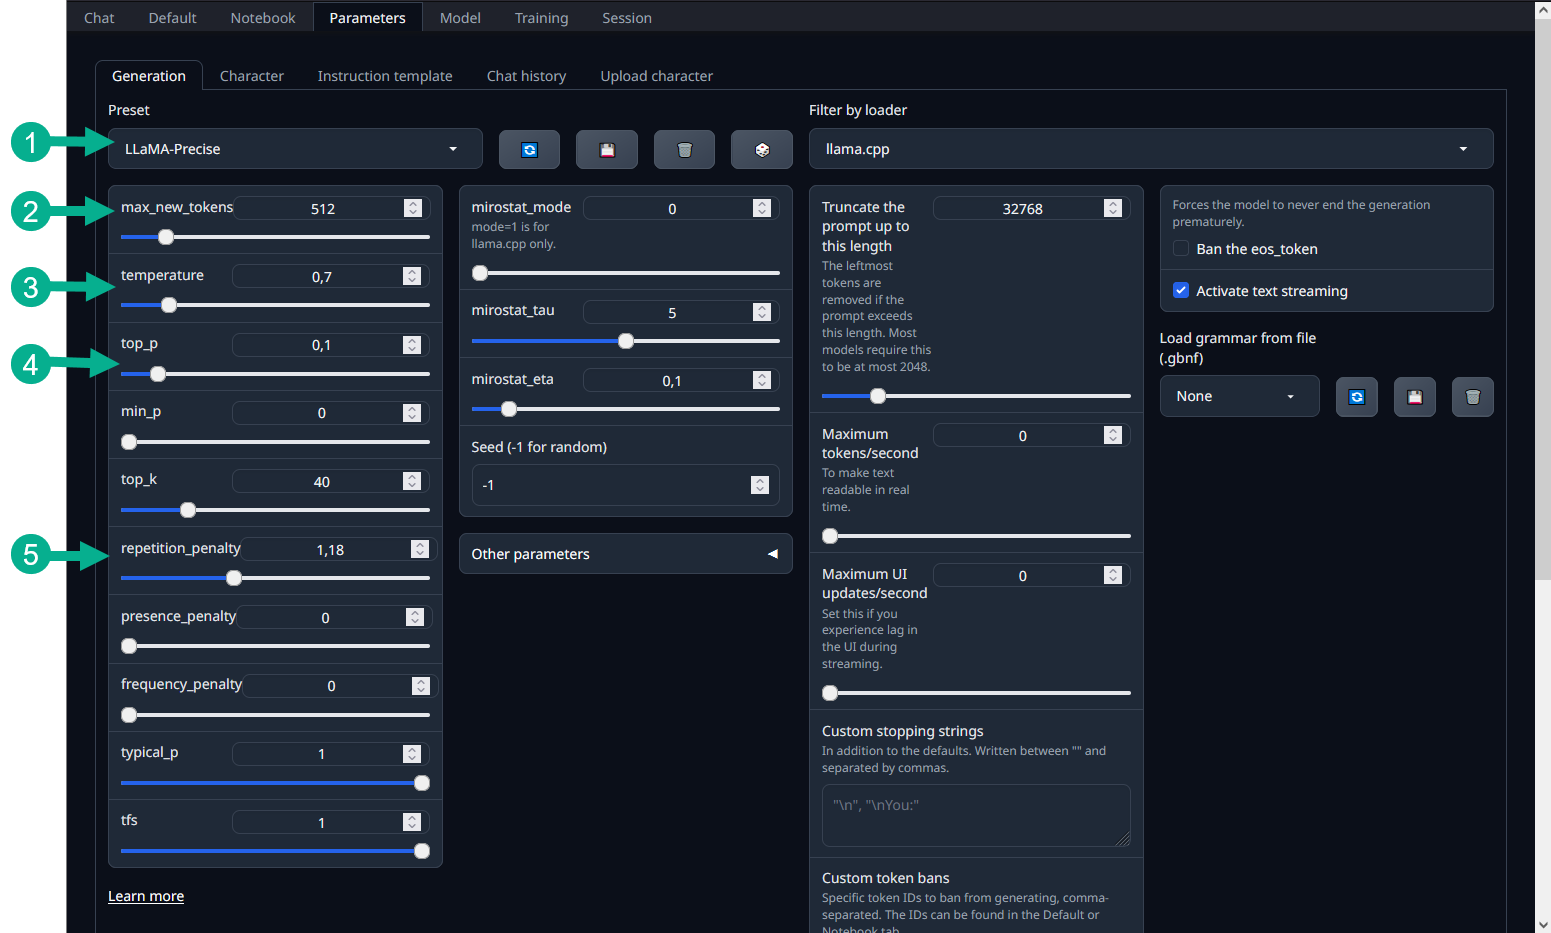 Chat Default Notebook Parameters Model Training Session
Generation Character Instruction template Chat history Upload character
Preset
1
LLaMA-Precise
2
max_new_tokens
512
3
temperature
0,7
4
top_p
0,1
min_p
0
top_k
40
5
repetition_penalty
1,18
presence_penalty
0
frequency_penalty
0
typical_p
1
tfs
1
Learn more
mirostat_mode
0
mode=1 is for
llama.cpp only.
mirostat_tau
5
mirostat_eta
0,1
Seed (-1 for random)
-1
Other parameters
Filter by loader
llama.cpp
Truncate the
prompt up to
this length
32768
The leftmost
tokens are
removed if the
prompt exceeds
this length. Most
models require this
to be at most 2048.
Maximum
tokens/second
0
To make text
readable in real
time.
Maximum UI
updates/second
0
Set this if you
experience lag in
the UI during
streaming.
Custom stopping strings
In addition to the defaults. Written between "" and
separated by commas.
"\n", "\nYou:"
Custom token bans
Specific token IDs to ban from generating, comma-
separated. The IDs can be found in the Default or
Notebook tab.
Forces the model to never end the generation
prematurely.
Ban the eos_token
Activate text streaming
Load grammar from file
(.gbnf)
None